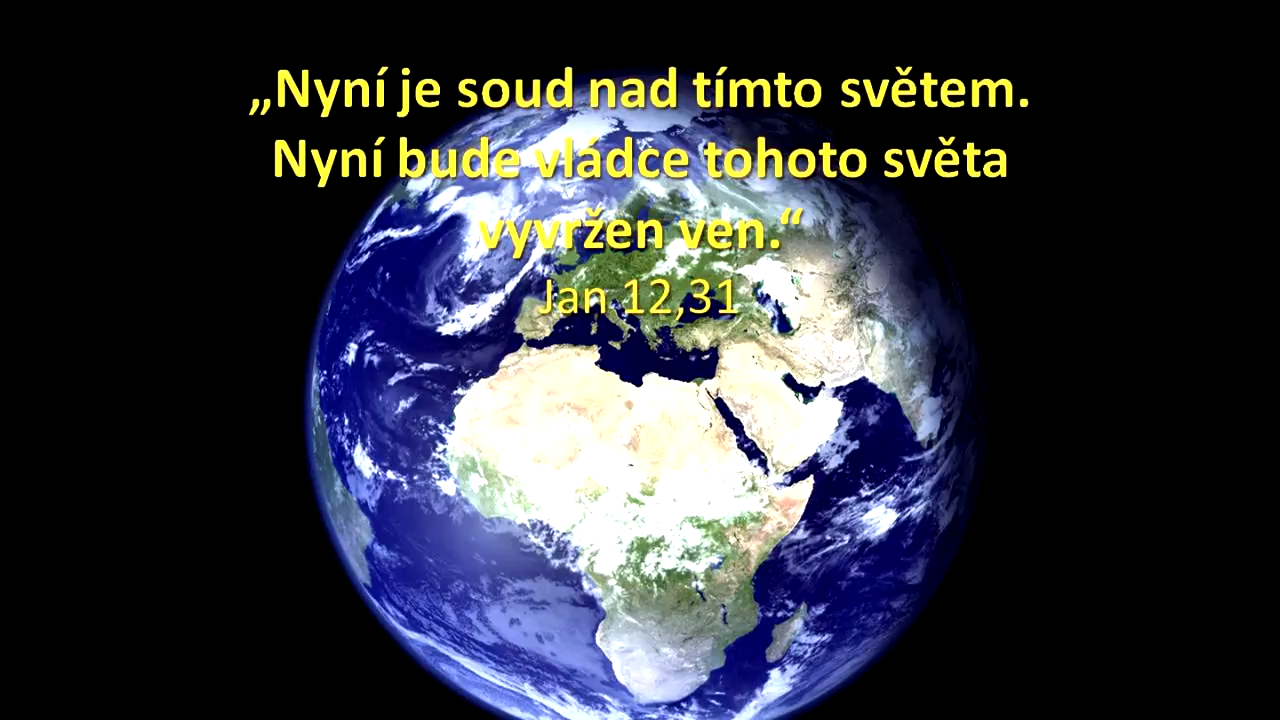 „Nyní je soud nad tímto světem.
Nyní bude vládce tohoto světa
vyvržen ven.“
Jan 12,31